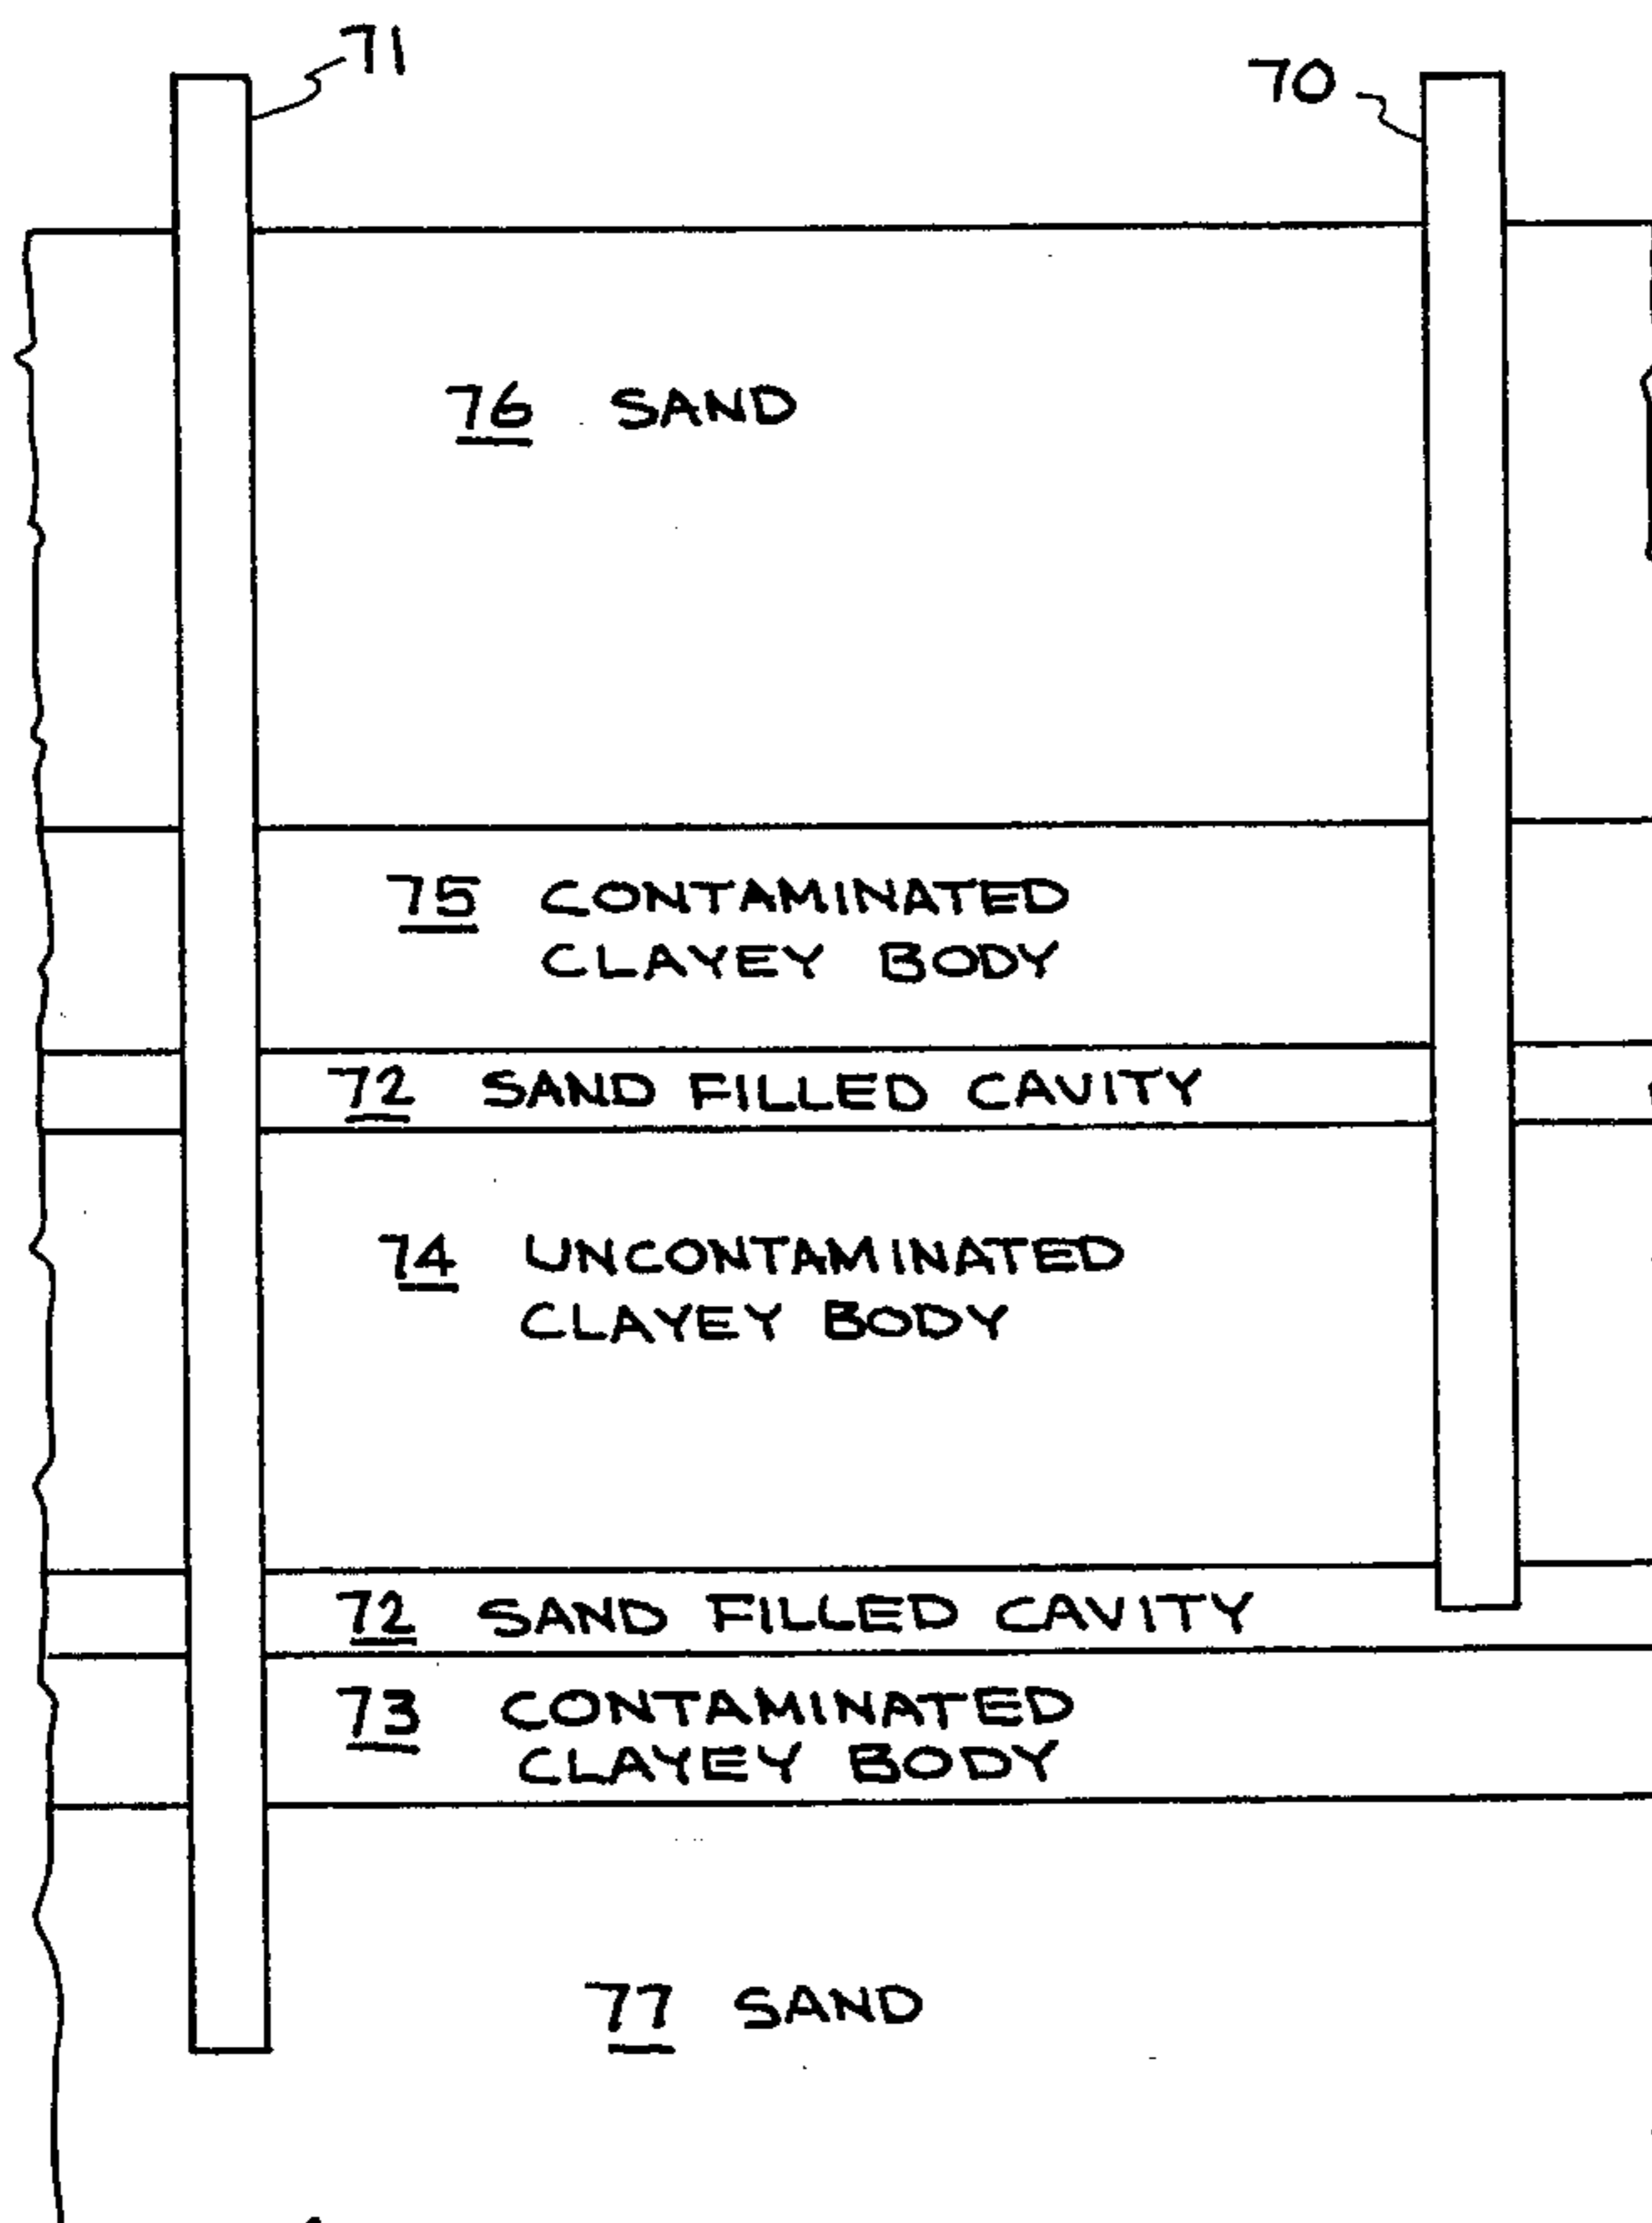 71
70
76 SAND
75 CONTAMINATED
CLAYEY BODY
72 SAND FILLED CAVITY
74 UNCONTAMINATED
CLAYEY BODY
72 SAND FILLED CAVITY
73 CONTAMINATED
CLAYEY BODY
77 SAND